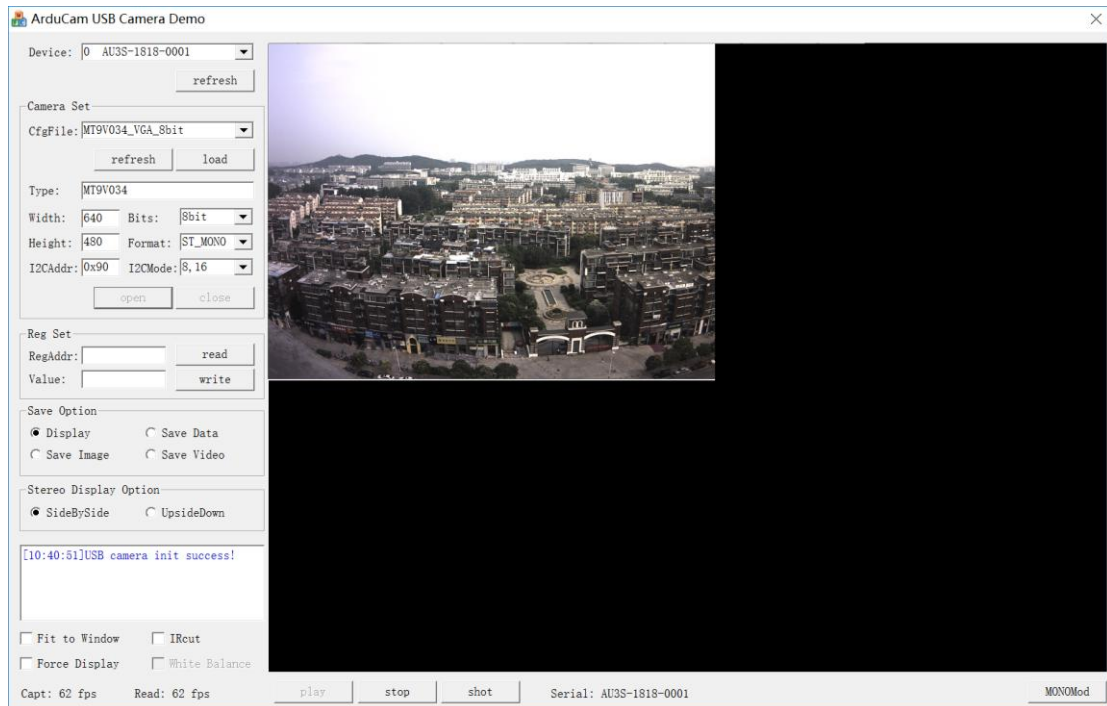 ArduCam USB Camera Demo
Device: 0 AU3S-1818-0001
refresh
Camera Set
CfgFile: MT9V034_VGA_8bit
refresh load
Type: MT9V034
Width: 640 Bits: 8bit
Height: 480 Format: ST_MONO
I2CAddr: 0x90 I2CMode: 8,16
open close
Reg Set
RegAddr: read
Value: write
Save Option
Display Save Data
Save Image Save Video
Stereo Display Option
SideBySide UpsideDown
[10:40:51]USB camera init success!
Fit to Window IRcut
Force Display White Balance
Capt: 62 fps Read: 62 fps play stop shot Serial: AU3S-1818-0001 MONOMod